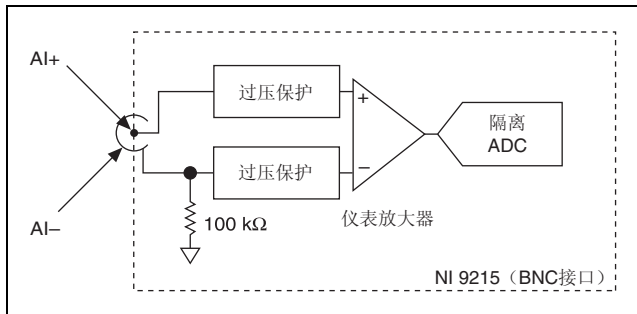 AI+
过压保护
+
隔离
ADC
过压保护
–
AI–
100 kΩ
仪表放大器
NI 9215（BNC接口）